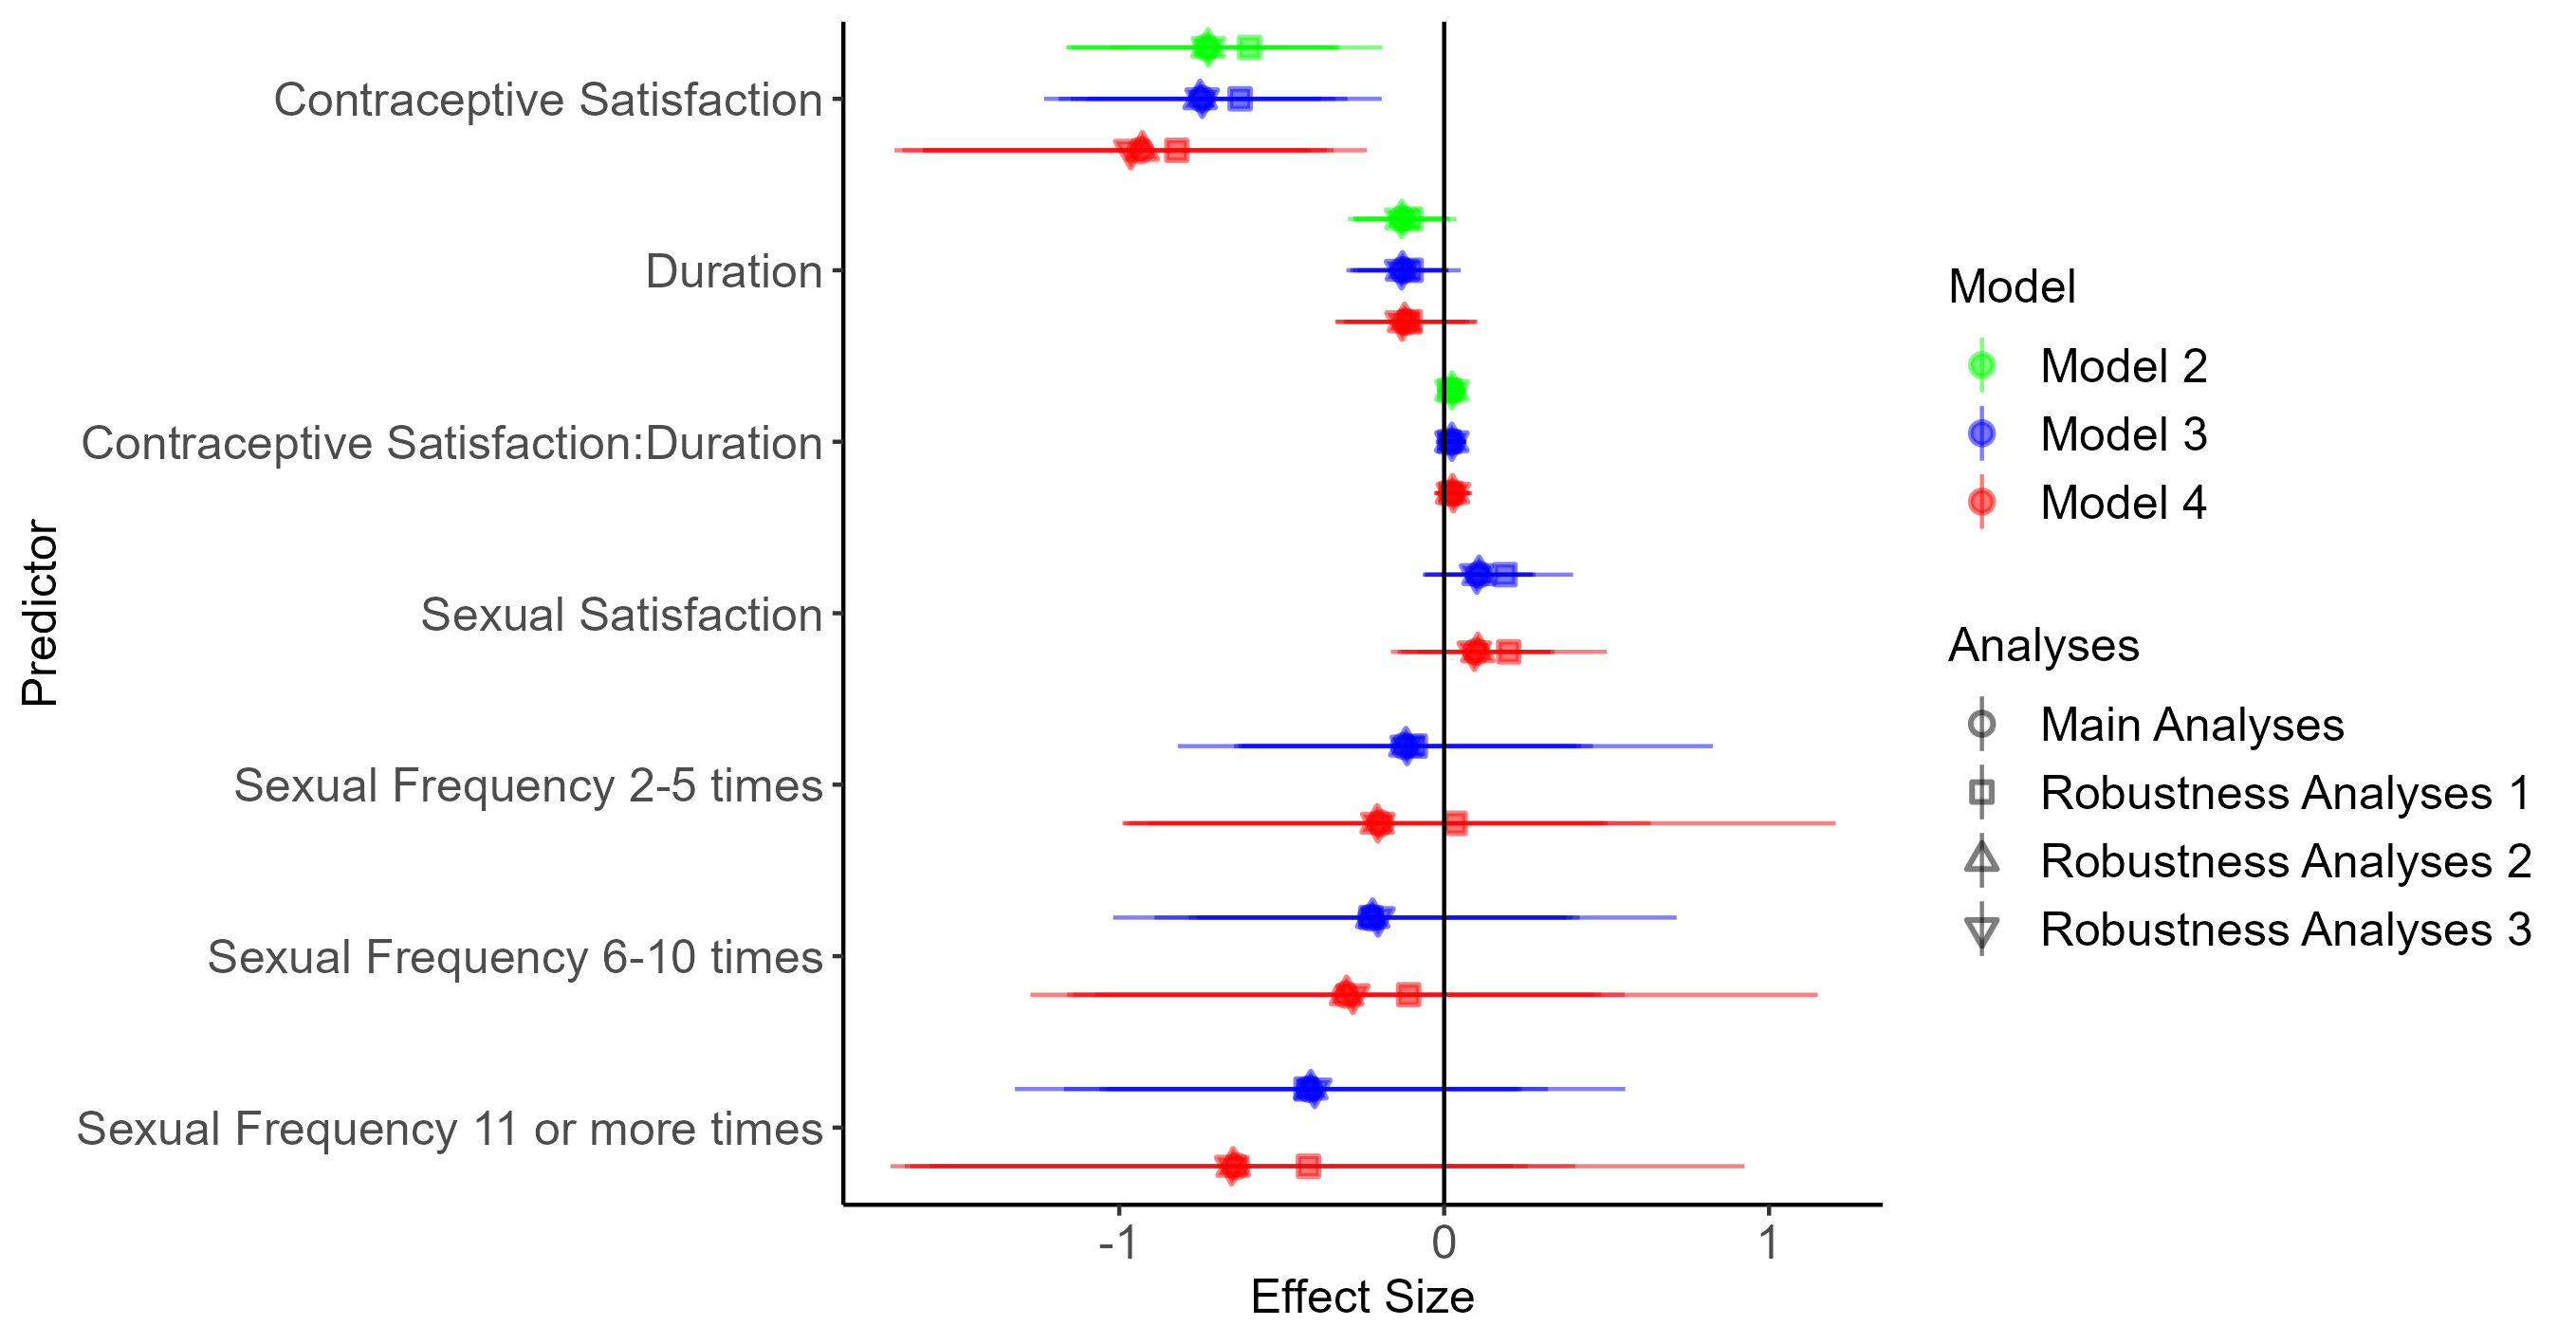 Contraceptive Satisfaction
Duration
Contraceptive Satisfaction:Duration
Sexual Satisfaction
Sexual Frequency 2-5 times
Sexual Frequency 6-10 times
Sexual Frequency 11 or more times
Predictor
-1
0
1
Effect Size
Model
Model 2
Model 3
Model 4
Analyses
Main Analyses
Robustness Analyses 1
Robustness Analyses 2
Robustness Analyses 3